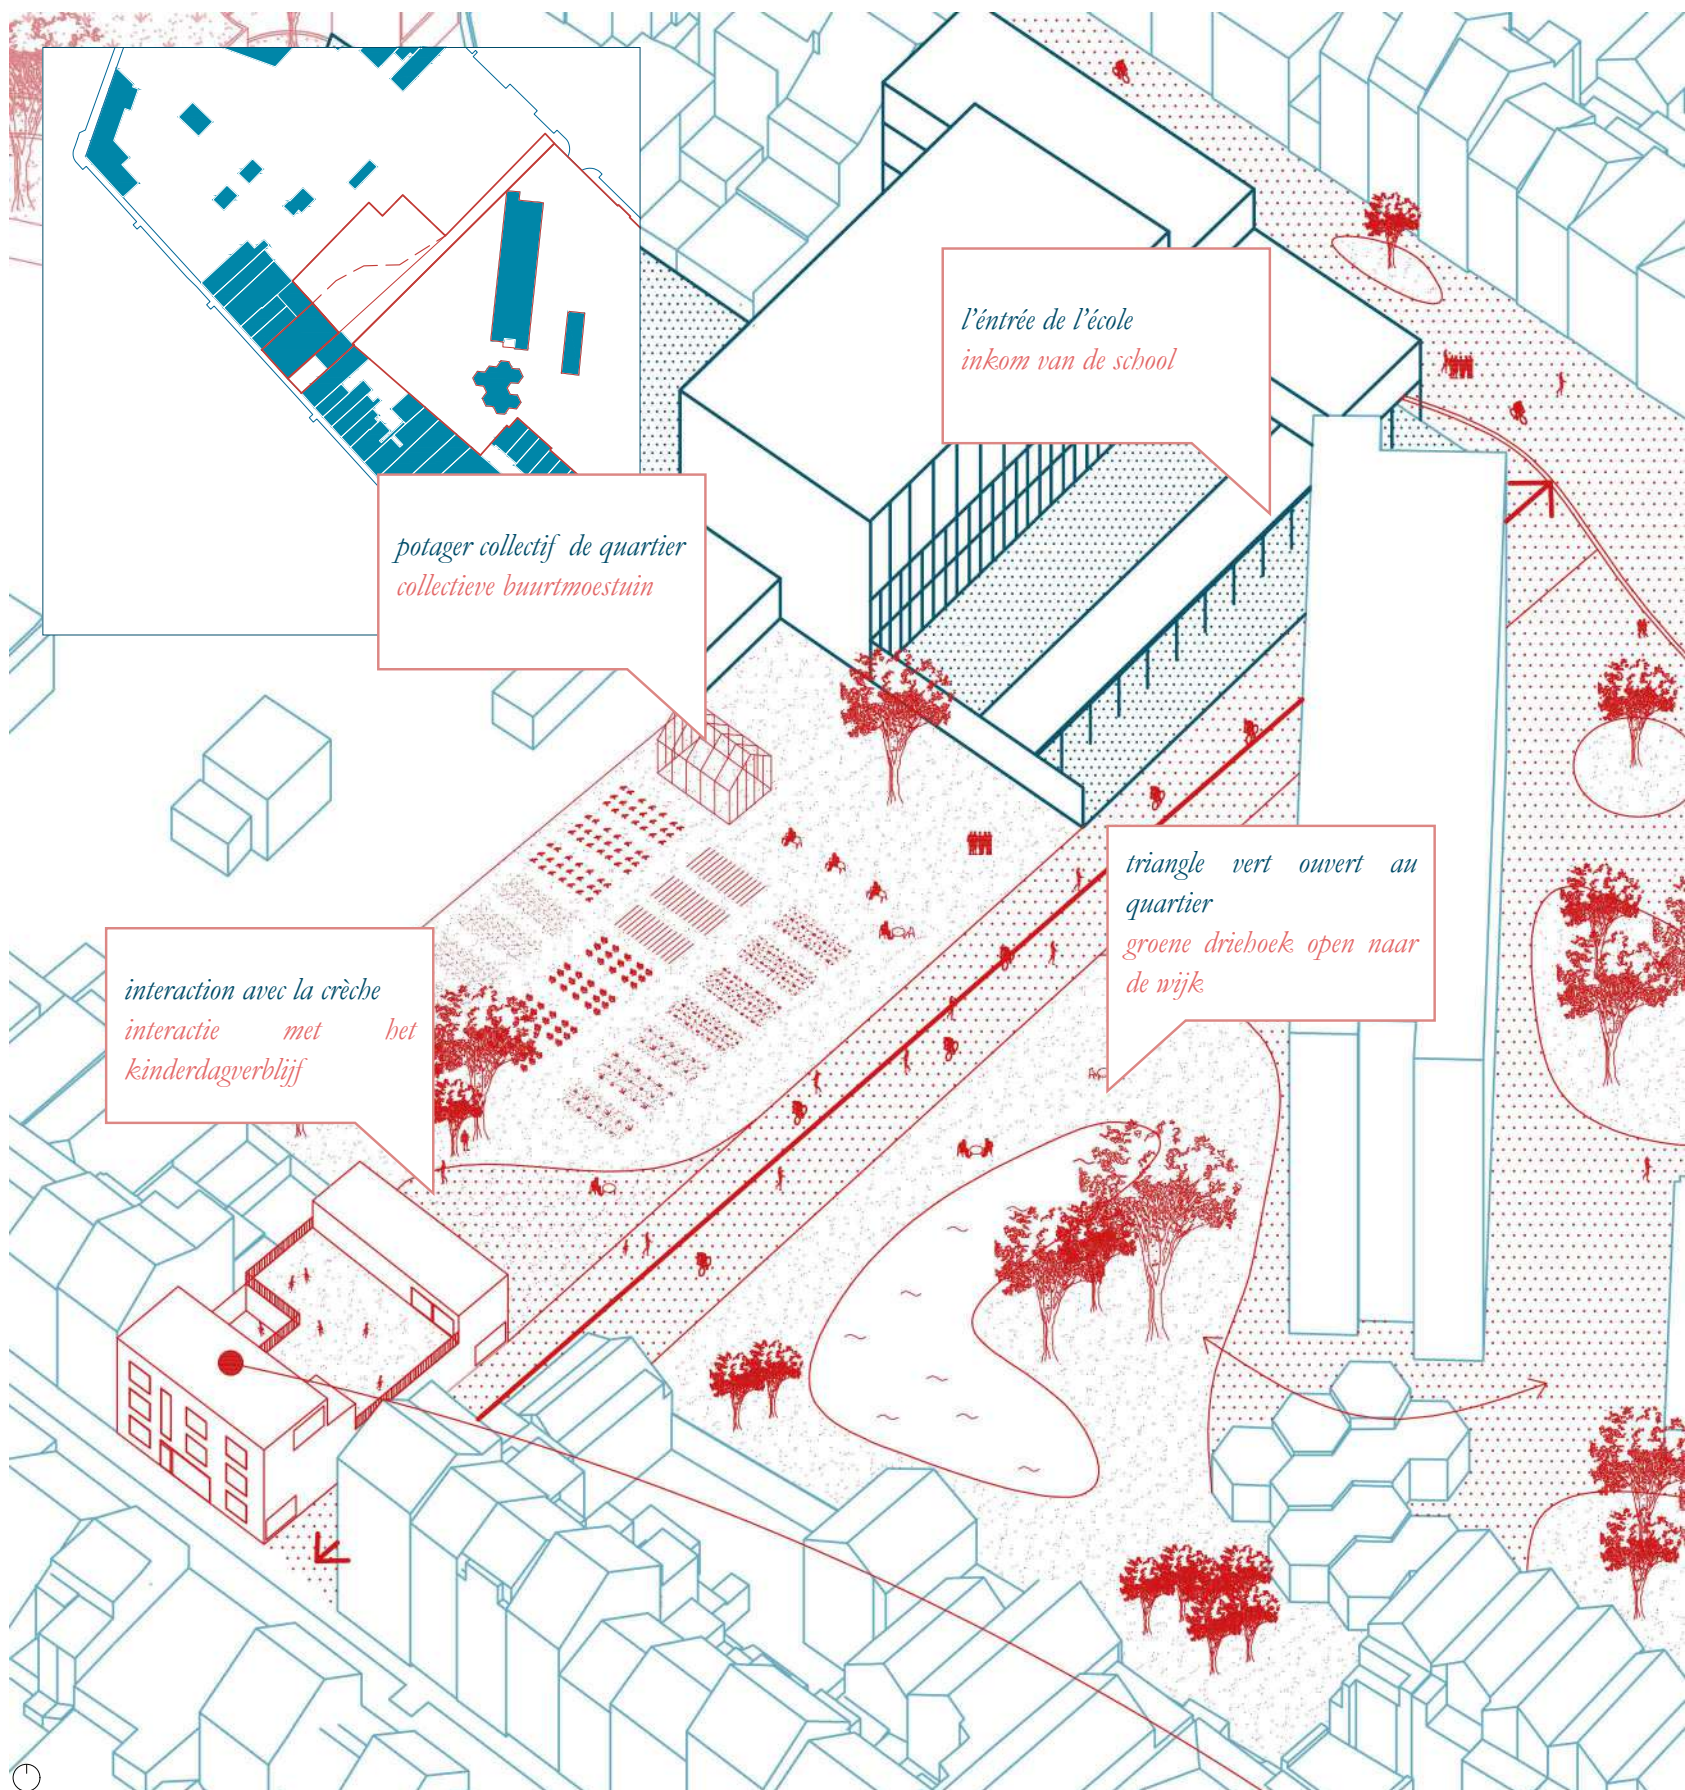 l'éntrée de l'école
inkom van de school
potager collectif de quartier
collectieve buurtmoestuin
triangle vert ouvert au
quartier
groene driehoek open naar
de wijk
interaction avec la crèche
interactie met het
kinderdagverblijf